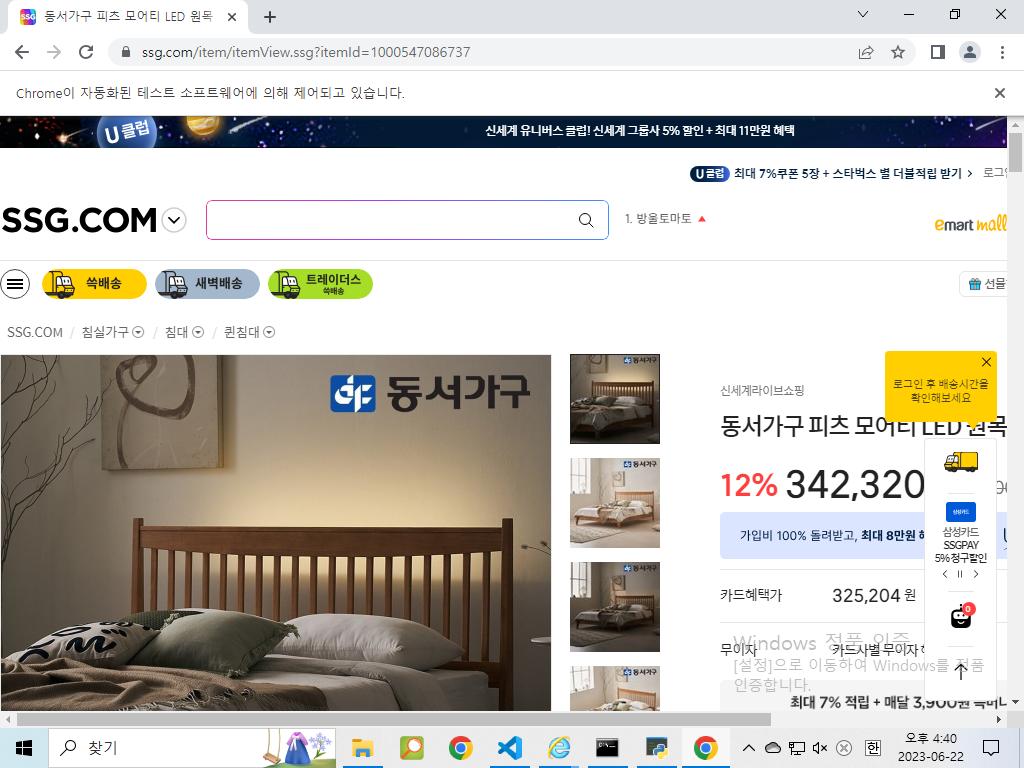 동서가구 피츠 모어티 LED 원목
ssg.com/item/itemView.ssg?itemId=1000547086737
Chrome이 자동화된 테스트 소프트웨어에 의해 제어되고 있습니다.
U클럽
신세계 유니버스 클럽! 신세계 그룹사 5% 할인 + 최대 11만원 혜택
U클럽 최대 7%쿠폰 5장 + 스타벅스 별 더블적립 받기
SSG.COM
1. 방울토마토
emart mall
쓱배송
새벽배송
트레이더스
쓱배송
선물
SSG.COM / 침실가구 / 침대 / 퀸침대
동서가구
동서가구
동서가구
신세계라이브쇼핑
로그인 후 배송시간을
확인해보세요
동서가구 피츠 모어티 LED 원목
12% 342,320
삼성카드
가입비 100% 돌려받고, 최대 8만원
삼성카드
SSGPAY
5% 청구할인
카드혜택가 325,204 원
0
무이자 카드사별 무이자
Windows 정품 인증
[설정]으로 이동하여 Windows를 정품
인증합니다.
최대 7% 적립 + 매달 3,900원
찾기
오후 4:40
한
2023-06-22